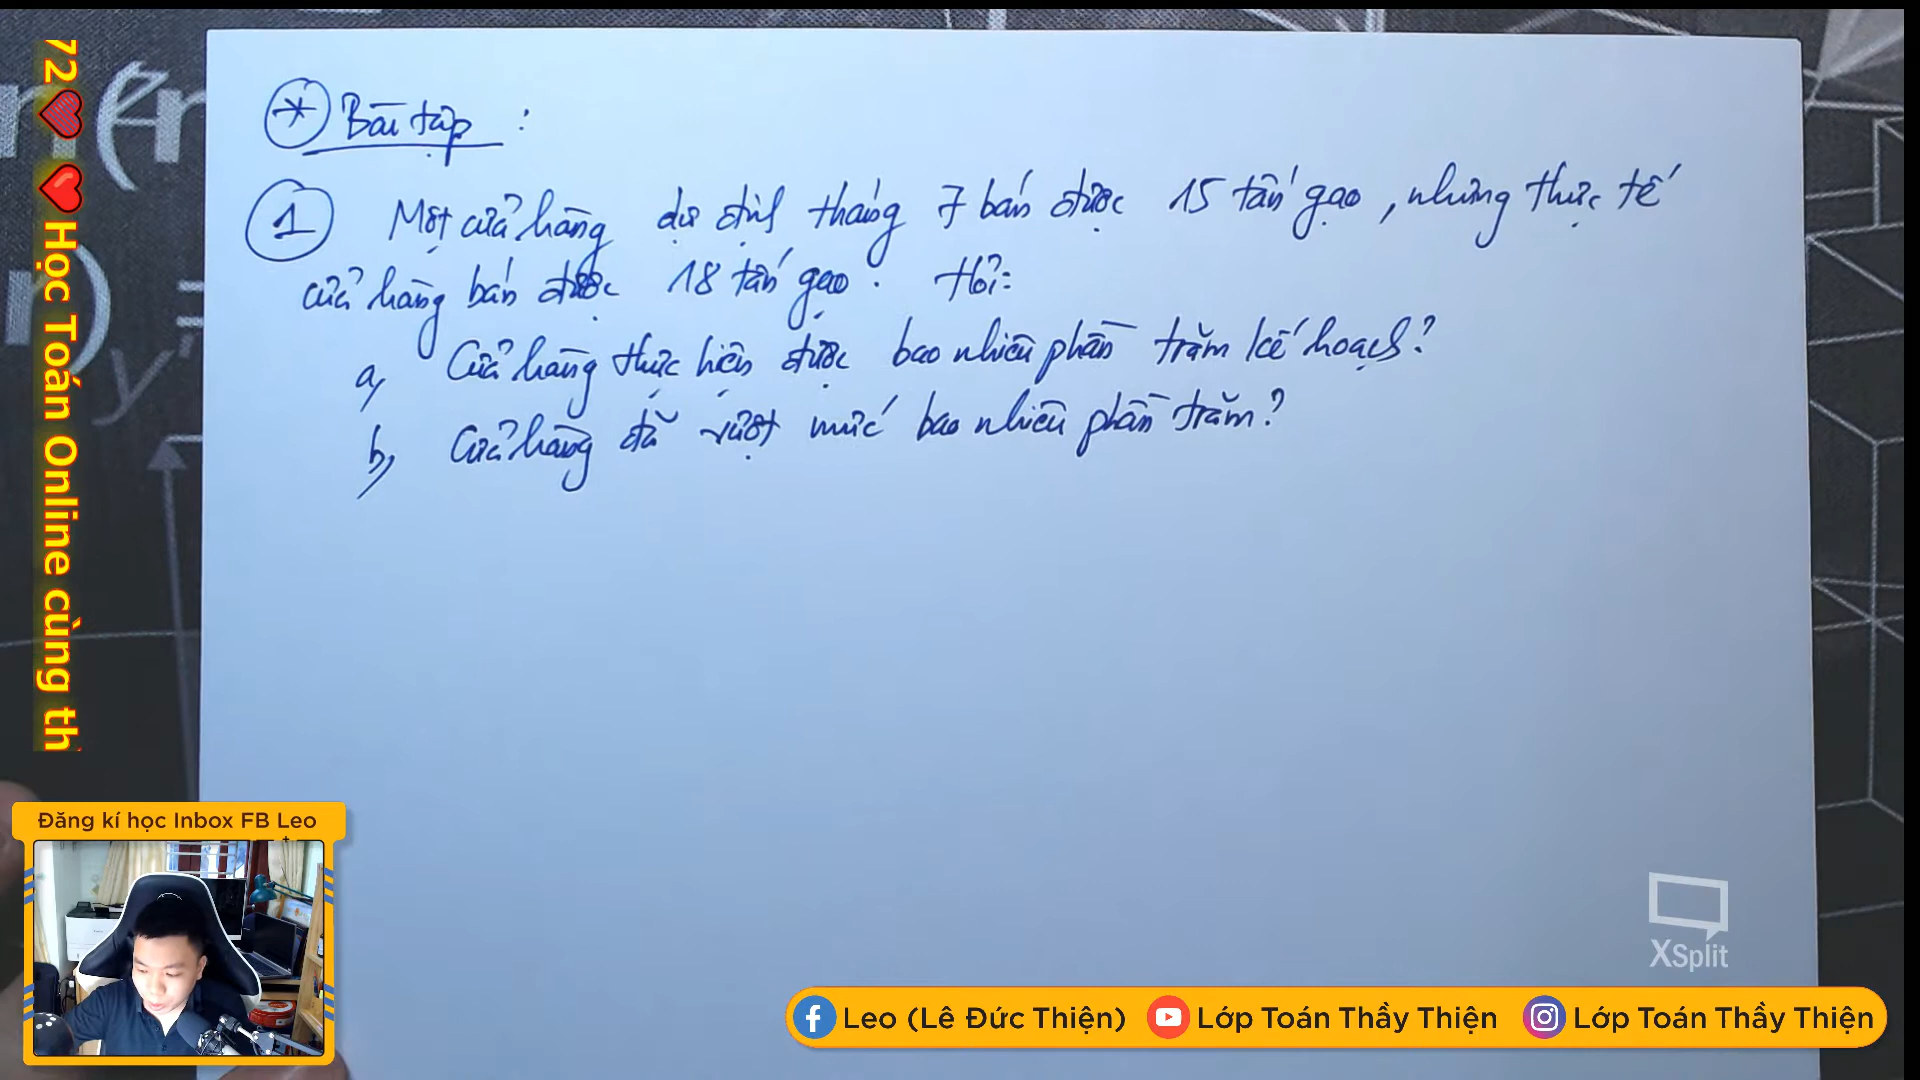 * Bài tập :
1 Một cửa hàng dự định tháng 7 bán được 15 tấn gạo, nhưng thực tế
cửa hàng bán được 18 tấn gạo. Hỏi:
a, Cửa hàng thực hiện được bao nhiêu phần trăm kế hoạch?
b, Cửa hàng đã vượt mức bao nhiêu phần trăm?
72❤️ ❤️Học Toán Online cùng th
Đăng kí học Inbox FB Leo
XSplit
Leo (Lê Đức Thiện) Lớp Toán Thầy Thiện Lớp Toán Thầy Thiện